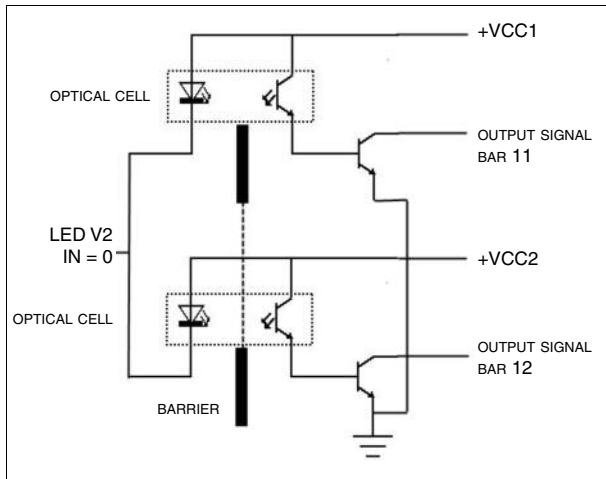 +VCC1
OPTICAL CELL
OUTPUT SIGNAL
BAR 11
LED V2
IN = 0
+VCC2
OPTICAL CELL
OUTPUT SIGNAL
BAR 12
BARRIER